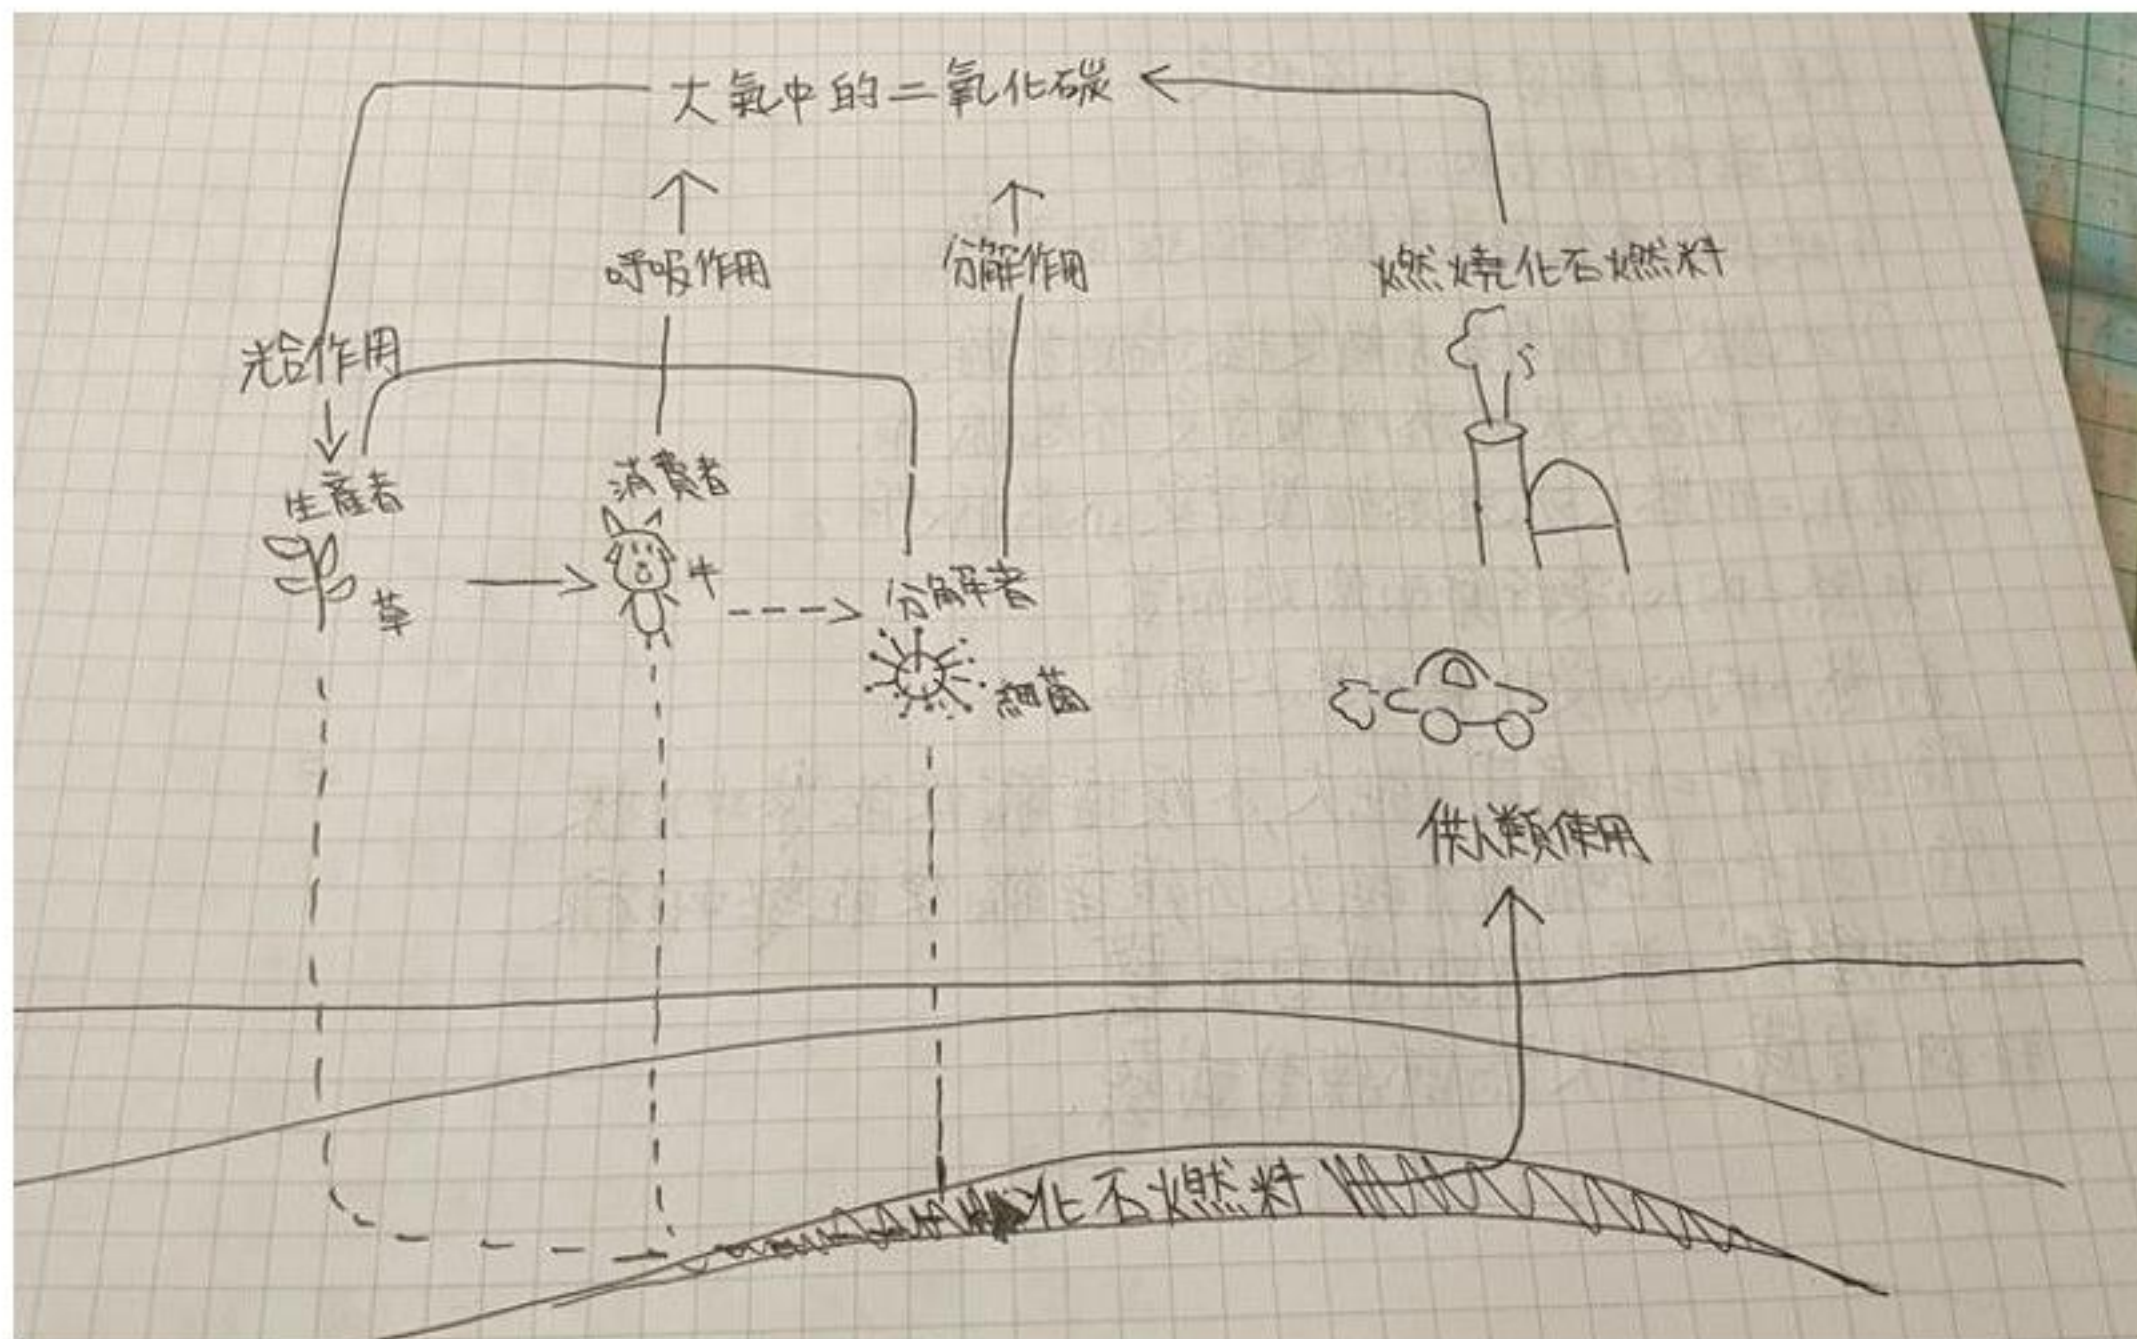 大氣中的二氧化碳
呼吸作用
分解作用
燃燒化石燃料
光合作用
生產者
消費者
草
牛
分解者
細菌
供人類使用
化石燃料